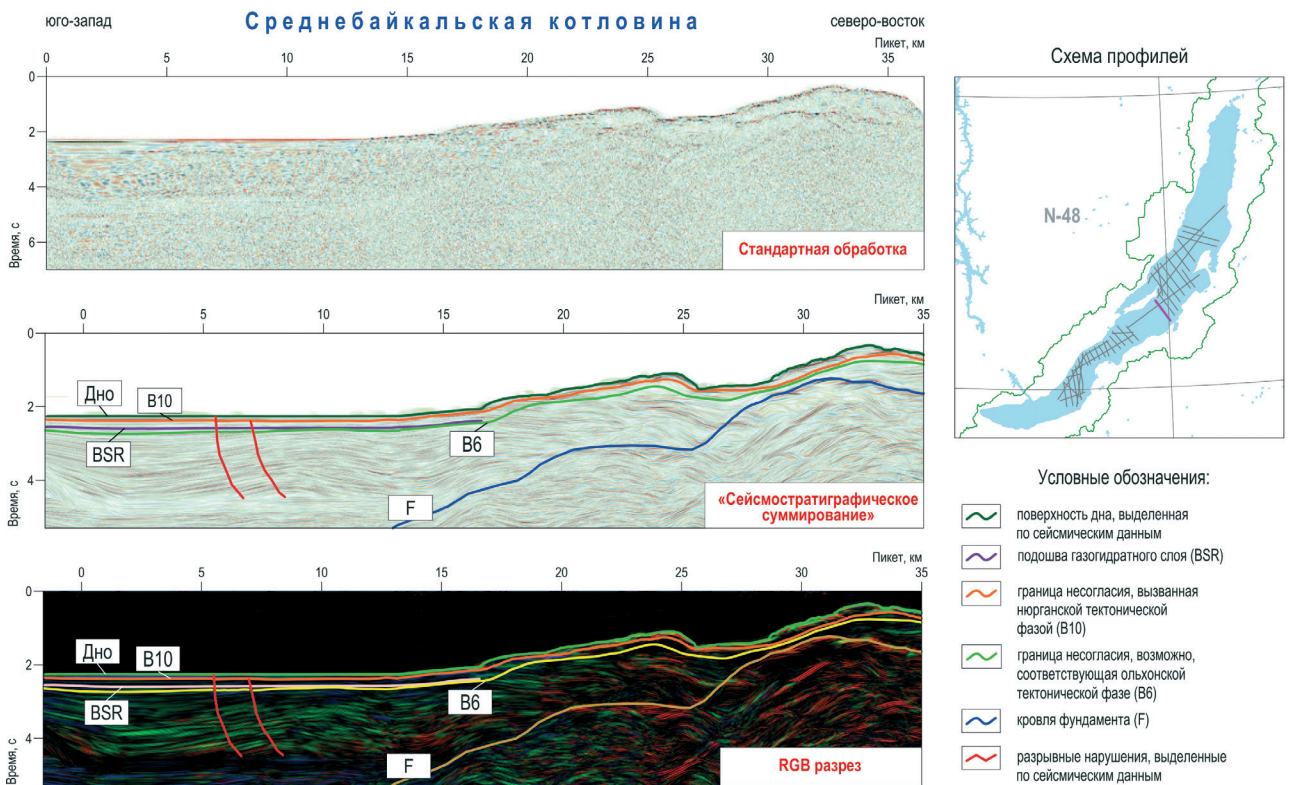 юго-запад
Среднебайкальская котловина
северо-восток
Пикет, км
0 5 10 15 20 25 30 35
0
2
4
6
Время, с
Стандартная обработка
Пикет, км
0 5 10 15 20 25 30 35
0
2
4
Время, с
Дно
B10
BSR
B6
F
«Сейсмостратиграфическое
суммирование»
Пикет, км
0 5 10 15 20 25 30 35
0
2
4
Время, с
Дно
B10
BSR
B6
F
RGB разрез
Схема профилей
N-48
Условные обозначения:
поверхность дна, выделенная
по сейсмическим данным
подошва газогидратного слоя (BSR)
граница несогласия, вызванная
нюрганской тектонической
фазой (B10)
граница несогласия, возможно,
соответствующая ольхонской
тектонической фазе (B6)
кровля фундамента (F)
разрывные нарушения, выделенные
по сейсмическим данным